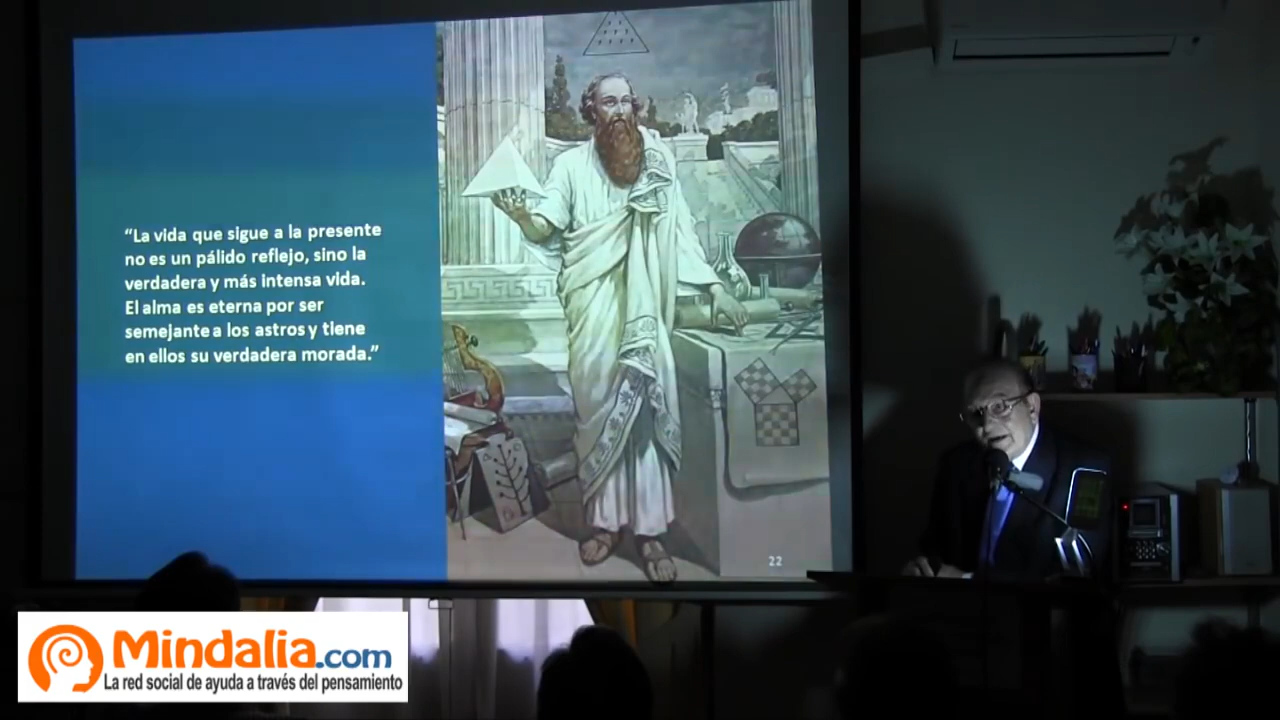 “La vida que sigue a la presente
no es un pálido reflejo, sino la
verdadera y más intensa vida.
El alma es eterna por ser
semejante a los astros y tiene
en ellos su verdadera morada.”
22
Mindalia.com
La red social de ayuda a través del pensamiento